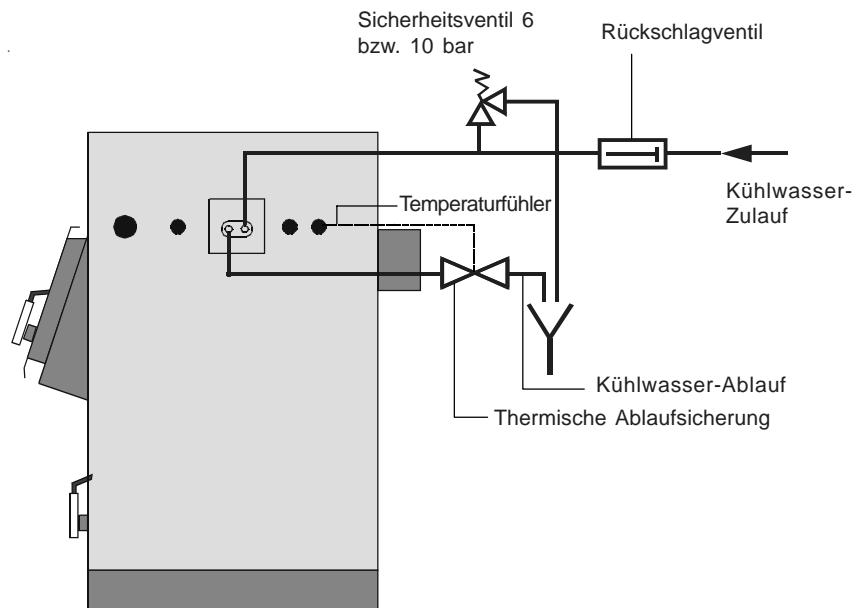 Sicherheitsventil 6
bzw. 10 bar
Rückschlagventil
Kühlwasser-
Zulauf
Temperaturfühler
Kühlwasser-Ablauf
Thermische Ablaufsicherung